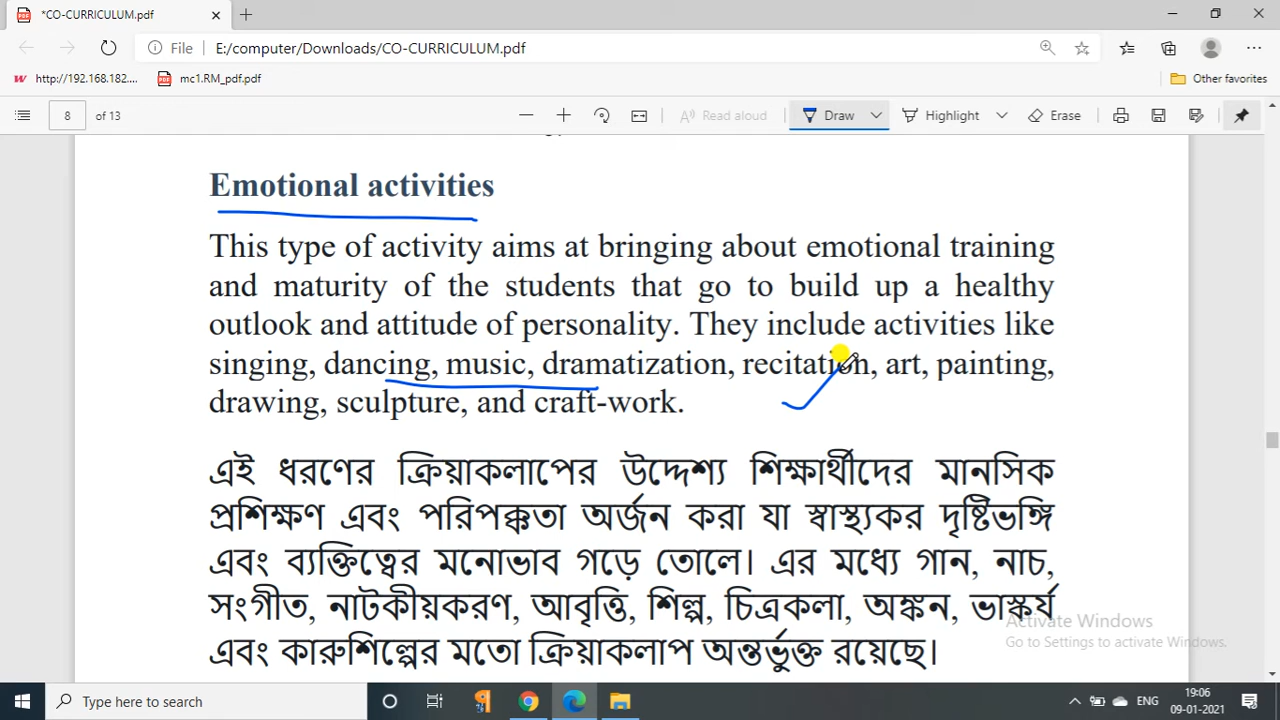 *CO-CURRICULUM.pdf
File E:/computer/Downloads/CO-CURRICULUM.pdf
http://192.168.182.... mc1.RM_pdf.pdf Other favorites
8 of 13 Read aloud Draw Highlight Erase
Emotional activities
This type of activity aims at bringing about emotional training
and maturity of the students that go to build up a healthy
outlook and attitude of personality. They include activities like
singing, dancing, music, dramatization, recitation, art, painting,
drawing, sculpture, and craft-work.
এই ধরণের ক্রিয়াকলাপের উদ্দেশ্য শিক্ষার্থীদের মানসিক
প্রশিক্ষণ এবং পরিপক্কতা অর্জন করা যা স্বাস্থ্যকর দৃষ্টিভঙ্গি
এবং ব্যক্তিত্বের মনোভাব গড়ে তোলে। এর মধ্যে গান, নাচ,
সংগীত, নাটকীয়করণ, আবৃত্তি, শিল্প, চিত্রকলা, অঙ্কন, ভাস্কর্য
এবং কারুশিল্পের মতো ক্রিয়াকলাপ অন্তর্ভুক্ত রয়েছে।
Activate Windows
Go to Settings to activate Windows.
Type here to search
ENG
19:06
09-01-2021